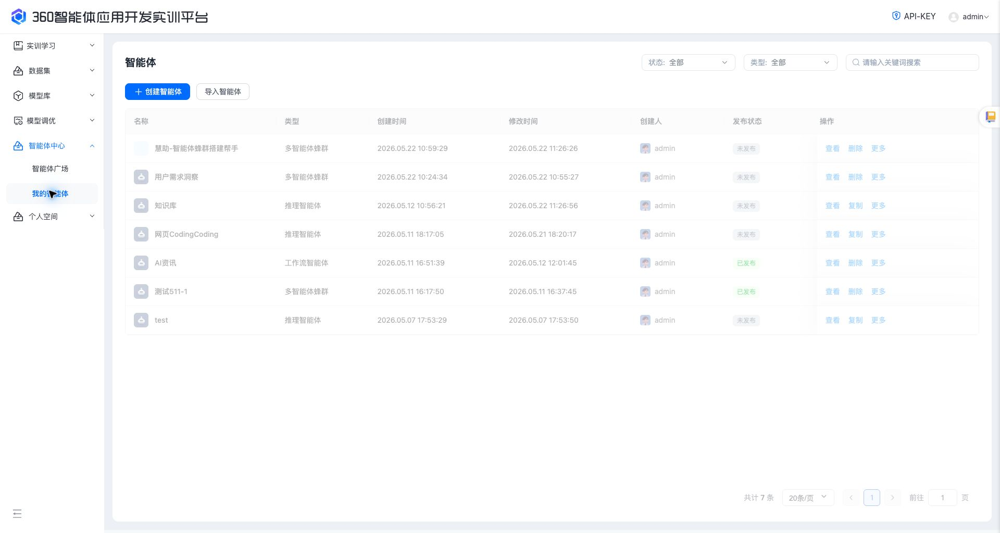 360智能体应用开发实训平台
API-KEY
admin
实训学习
数据集
模型库
模型调优
智能体中心
智能体广场
我的智能体
个人空间
智能体
状态: 全部
类型: 全部
请输入关键词搜索
创建智能体
导入智能体
名称 类型 创建时间 修改时间 创建人 发布状态 操作
慧助-智能体蜂群搭建帮手 多智能体蜂群 2026.05.22 10:59:29 2026.05.22 11:26:26 admin 未发布 查看 删除 更多
用户需求洞察 多智能体蜂群 2026.05.22 10:24:34 2026.05.22 10:55:27 admin 未发布 查看 删除 更多
知识库 推理智能体 2026.05.12 10:56:21 2026.05.22 11:26:56 admin 未发布 查看 复制 更多
网页CodingCoding 推理智能体 2026.05.11 18:17:05 2026.05.21 18:20:17 admin 未发布 查看 复制 更多
AI资讯 工作流智能体 2026.05.11 16:51:39 2026.05.12 12:01:45 admin 已发布 查看 删除 更多
测试511-1 多智能体蜂群 2026.05.11 16:17:50 2026.05.11 16:37:45 admin 已发布 查看 删除 更多
test 推理智能体 2026.05.07 17:53:29 2026.05.07 17:53:50 admin 未发布 查看 复制 更多
共计 7 条 20条/页 1 前往 1 页